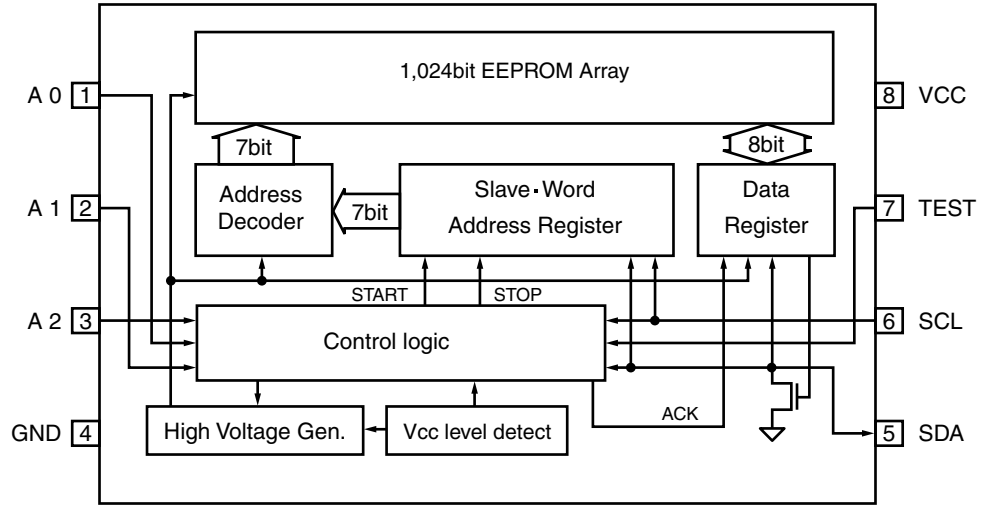 1,024bit EEPROM Array
A 0 1
8 VCC
7bit
8bit
Address
Decoder
7bit
Slave·Word
Address Register
Data
Register
A 1 2
7 TEST
START
STOP
A 2 3
6 SCL
Control logic
ACK
GND 4
High Voltage Gen.
Vcc level detect
5 SDA